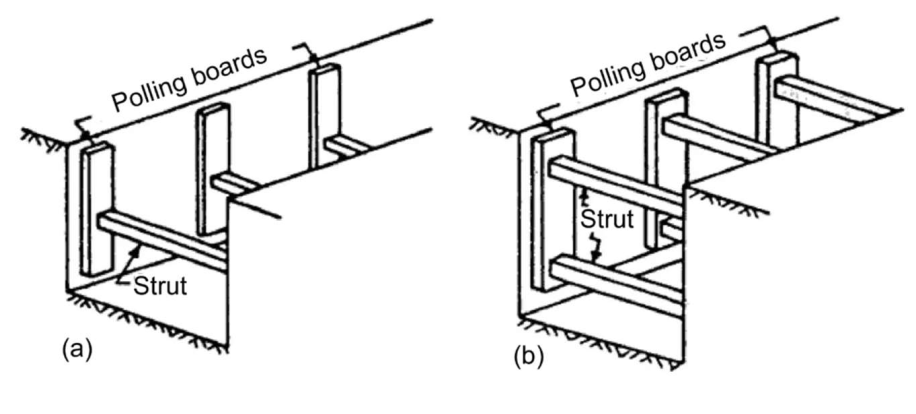 Polling boards
Strut
(a)
Polling boards
Strut
(b)